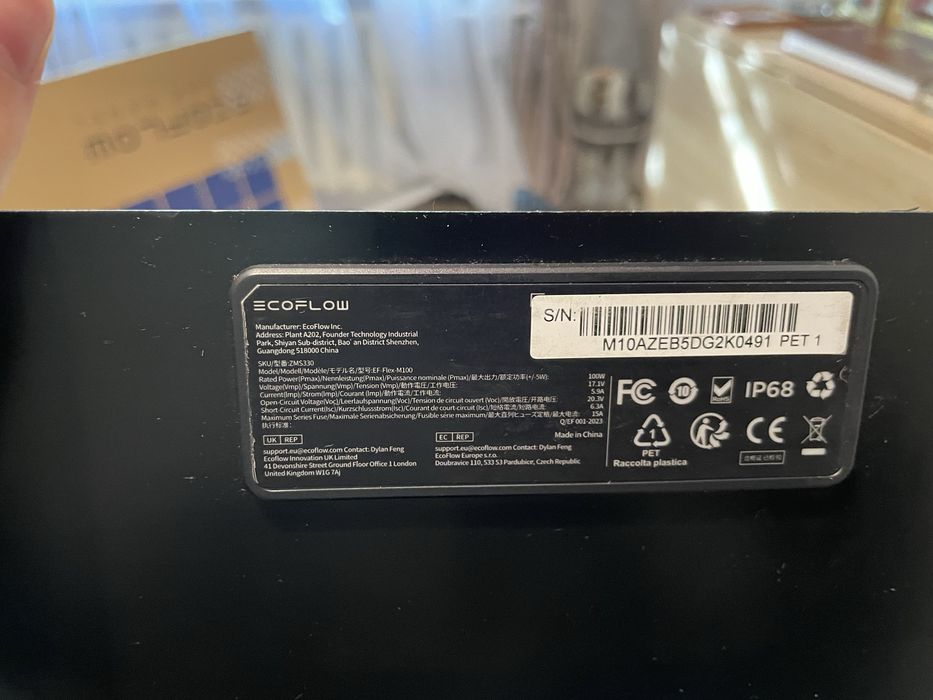 ECOFLOW
ECOFLOW
Manufacturer: EcoFlow Inc.
Address: Plant A202, Founder Technology Industrial
Park, Shiyan Sub-district, Bao' an District Shenzhen,
Guangdong 518000 China
SKU/型番:ZMS330
Model/Modell/Modèle/モデル名/型号:EF-Flex-M100
Rated Power(Pmax)/Nennleistung(Pmax)/Puissance nominale (Pmax)/最大出力/额定功率(+/-5W): 100W
Voltage(Vmp)/Spannung(Vmp)/Tension (Vmp)動作電圧/工作电压: 17.1V
Current(Imp)/Strom(Imp)/Courant (Imp)/動作電流/工作电流: 5.9A
Open-Circuit Voltage(Voc)/Leerlaufspannung(Voc)/Tension de circuit ouvert (Voc)/開放電圧/开路电压: 20.3V
Short-Circuit Current(Isc)/Kurzschlussstrom(Isc)/Courant de court-circuit (Isc)/短絡電流/短路电流: 6.3A
Maximum Series Fuse/Maximale Serienabsicherung/Fusible série maximum/最大直列ヒューズ定格/最大电流: 15A
执行标准: Q/EF 001-2023
Made in China
UK REP
support.eu@ecoflow.com Contact: Dylan Feng
Ecoflow Innovation UK Limited
41 Devonshire Street Ground Floor Office 1 London
United Kingdom W1G 7AJ
EC REP
support.eu@ecoflow.com Contact: Dylan Feng
EcoFlow Europe s.r.o.
Doubravice 110, 533 53 Pardubice, Czech Republic
S/N:
M10AZEB5DG2K0491 PET 1
FC
10
RoHS
IP68
1
PET
Raccolta plastica
CE